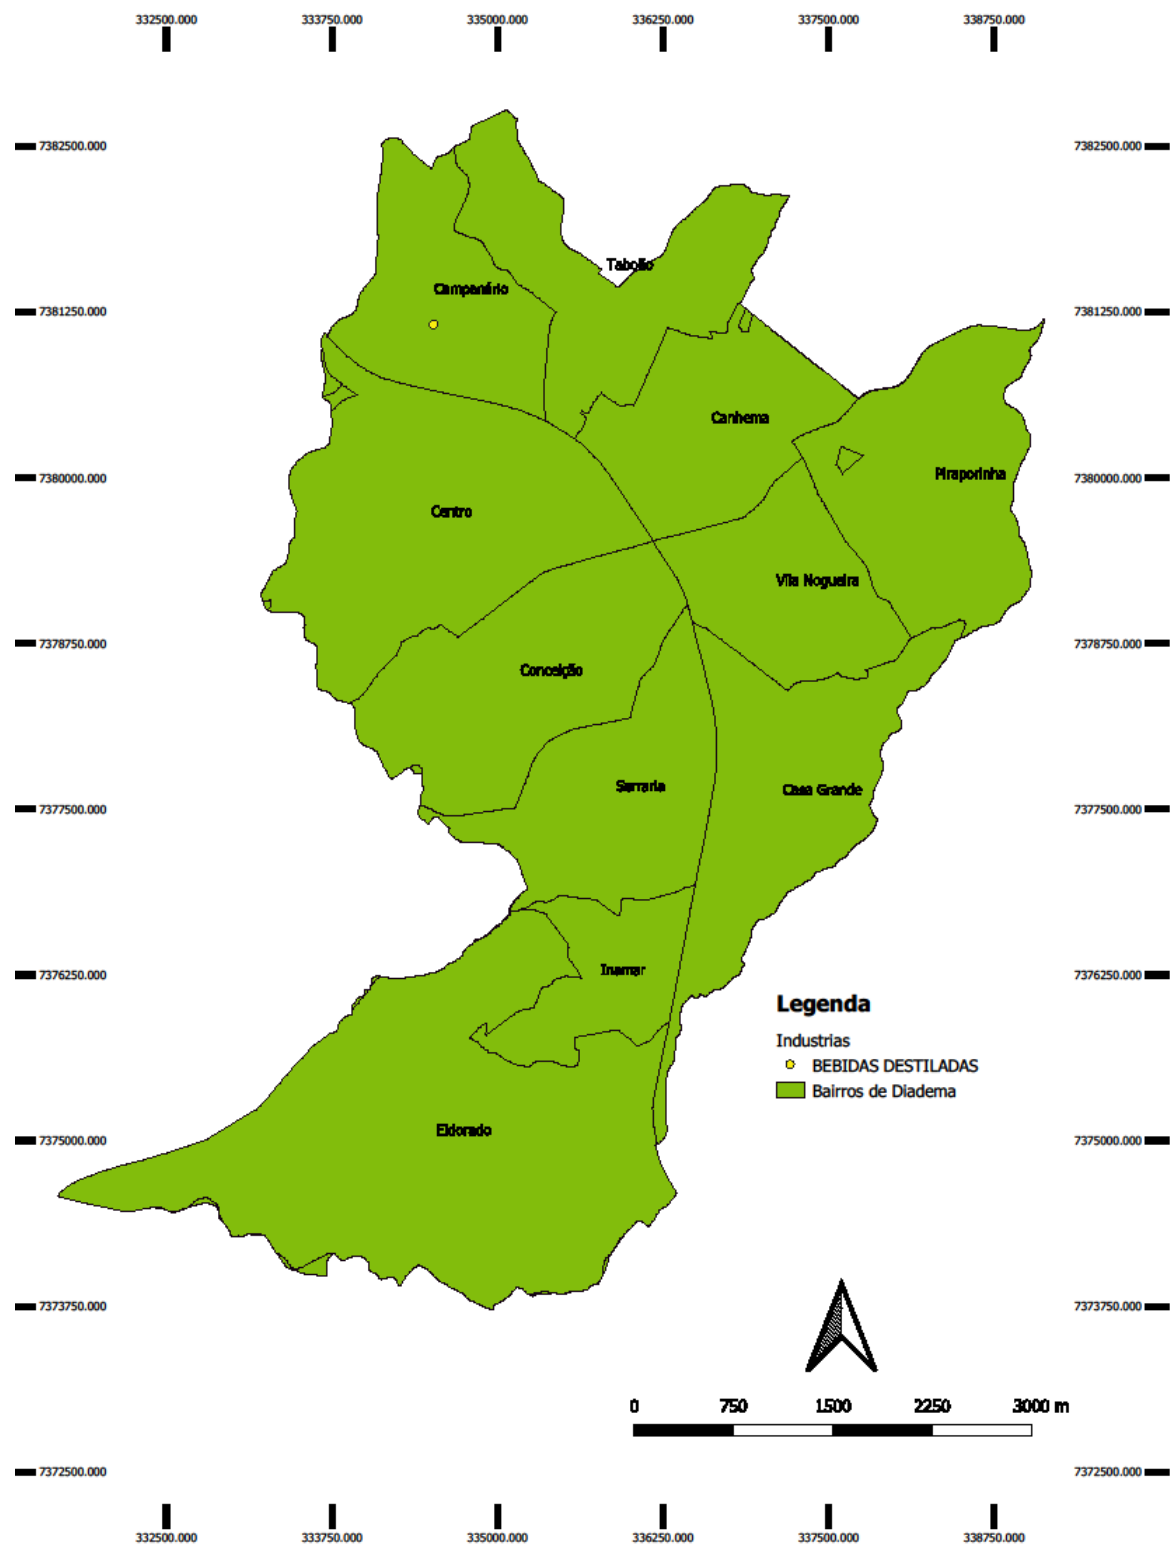 332500.000 333750.000 335000.000 336250.000 337500.000 338750.000
7382500.000 7382500.000
Taboão
Campanário
7381250.000 7381250.000
Canhema
Piraporinha
7380000.000 7380000.000
Centro
Vila Nogueira
7378750.000 7378750.000
Conceição
Serraria
Casa Grande
7377500.000 7377500.000
Inamar
7376250.000 7376250.000
Legenda
Industrias
BEBIDAS DESTILADAS
Bairros de Diadema
Eldorado
7375000.000 7375000.000
7373750.000 7373750.000
0 750 1500 2250 3000 m
7372500.000 7372500.000
332500.000 333750.000 335000.000 336250.000 337500.000 338750.000